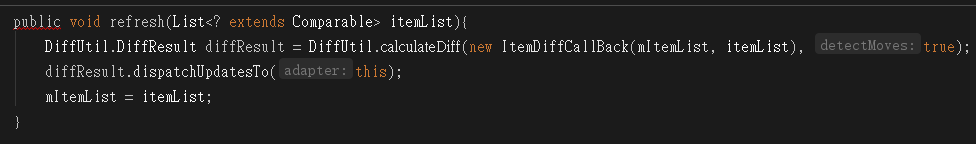 public void refresh(List<? extends Comparable> itemList){
DiffUtil.DiffResult diffResult = DiffUtil.calculateDiff(new ItemDiffCallBack(mItemList, itemList), detectMoves: true);
diffResult.dispatchUpdatesTo( adapter: this);
mItemList = itemList;
}